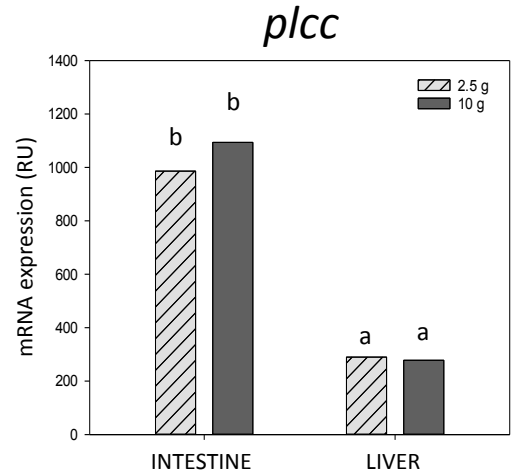 plcc
1400
1200
1000
800
600
400
200
0
mRNA expression (RU)
2.5 g
10 g
b
b
a
a
INTESTINE
LIVER